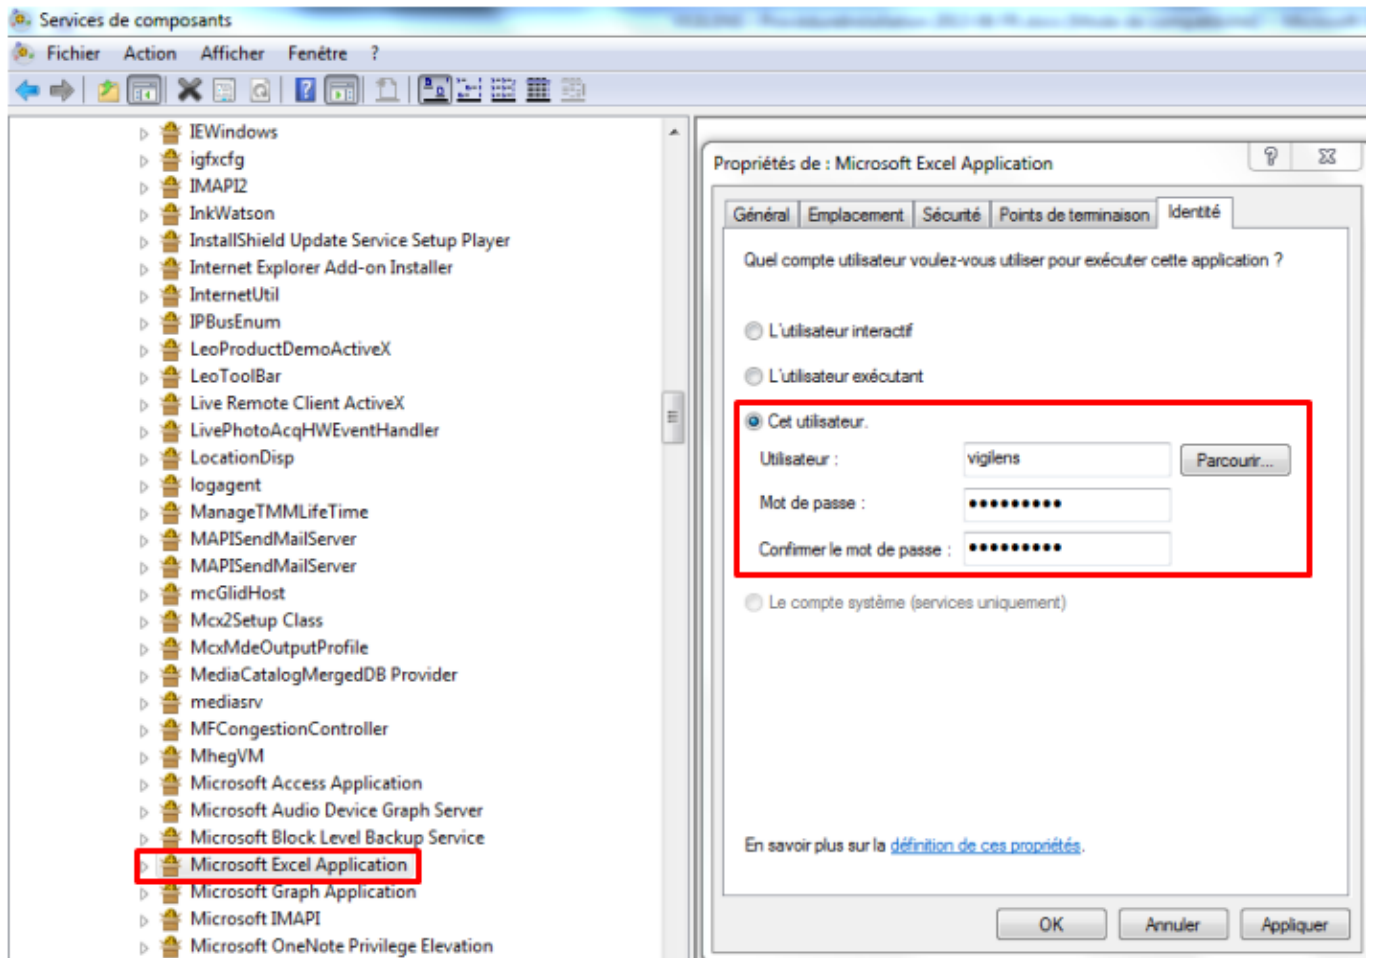 Services de composants
Fichier Action Afficher Fenêtre ?
IEWindows
igfxcfg
IMAPI2
InkWatson
InstallShield Update Service Setup Player
Internet Explorer Add-on Installer
InternetUtil
IPBusEnum
LeoProductDemoActiveX
LeoToolBar
Live Remote Client ActiveX
LivePhotoAcqHWEventHandler
LocationDisp
logagent
ManageTMMLifeTime
MAPISendMailServer
MAPISendMailServer
mcGlidHost
Mcx2Setup Class
McxMdeOutputProfile
MediaCatalogMergedDB Provider
mediasrv
MFCongestionController
MhegVM
Microsoft Access Application
Microsoft Audio Device Graph Server
Microsoft Block Level Backup Service
Microsoft Excel Application
Microsoft Graph Application
Microsoft IMAPI
Microsoft OneNote Privilege Elevation
Propriétés de : Microsoft Excel Application
Général Emplacement Sécurité Points de terminaison Identité
Quel compte utilisateur voulez-vous utiliser pour exécuter cette application ?
L'utilisateur interactif
L'utilisateur exécutant
Cet utilisateur.
Utilisateur : vigilens Parcourir...
Mot de passe : •••••••••
Confirmer le mot de passe : •••••••••
Le compte système (services uniquement)
En savoir plus sur la définition de ces propriétés.
OK Annuler Appliquer